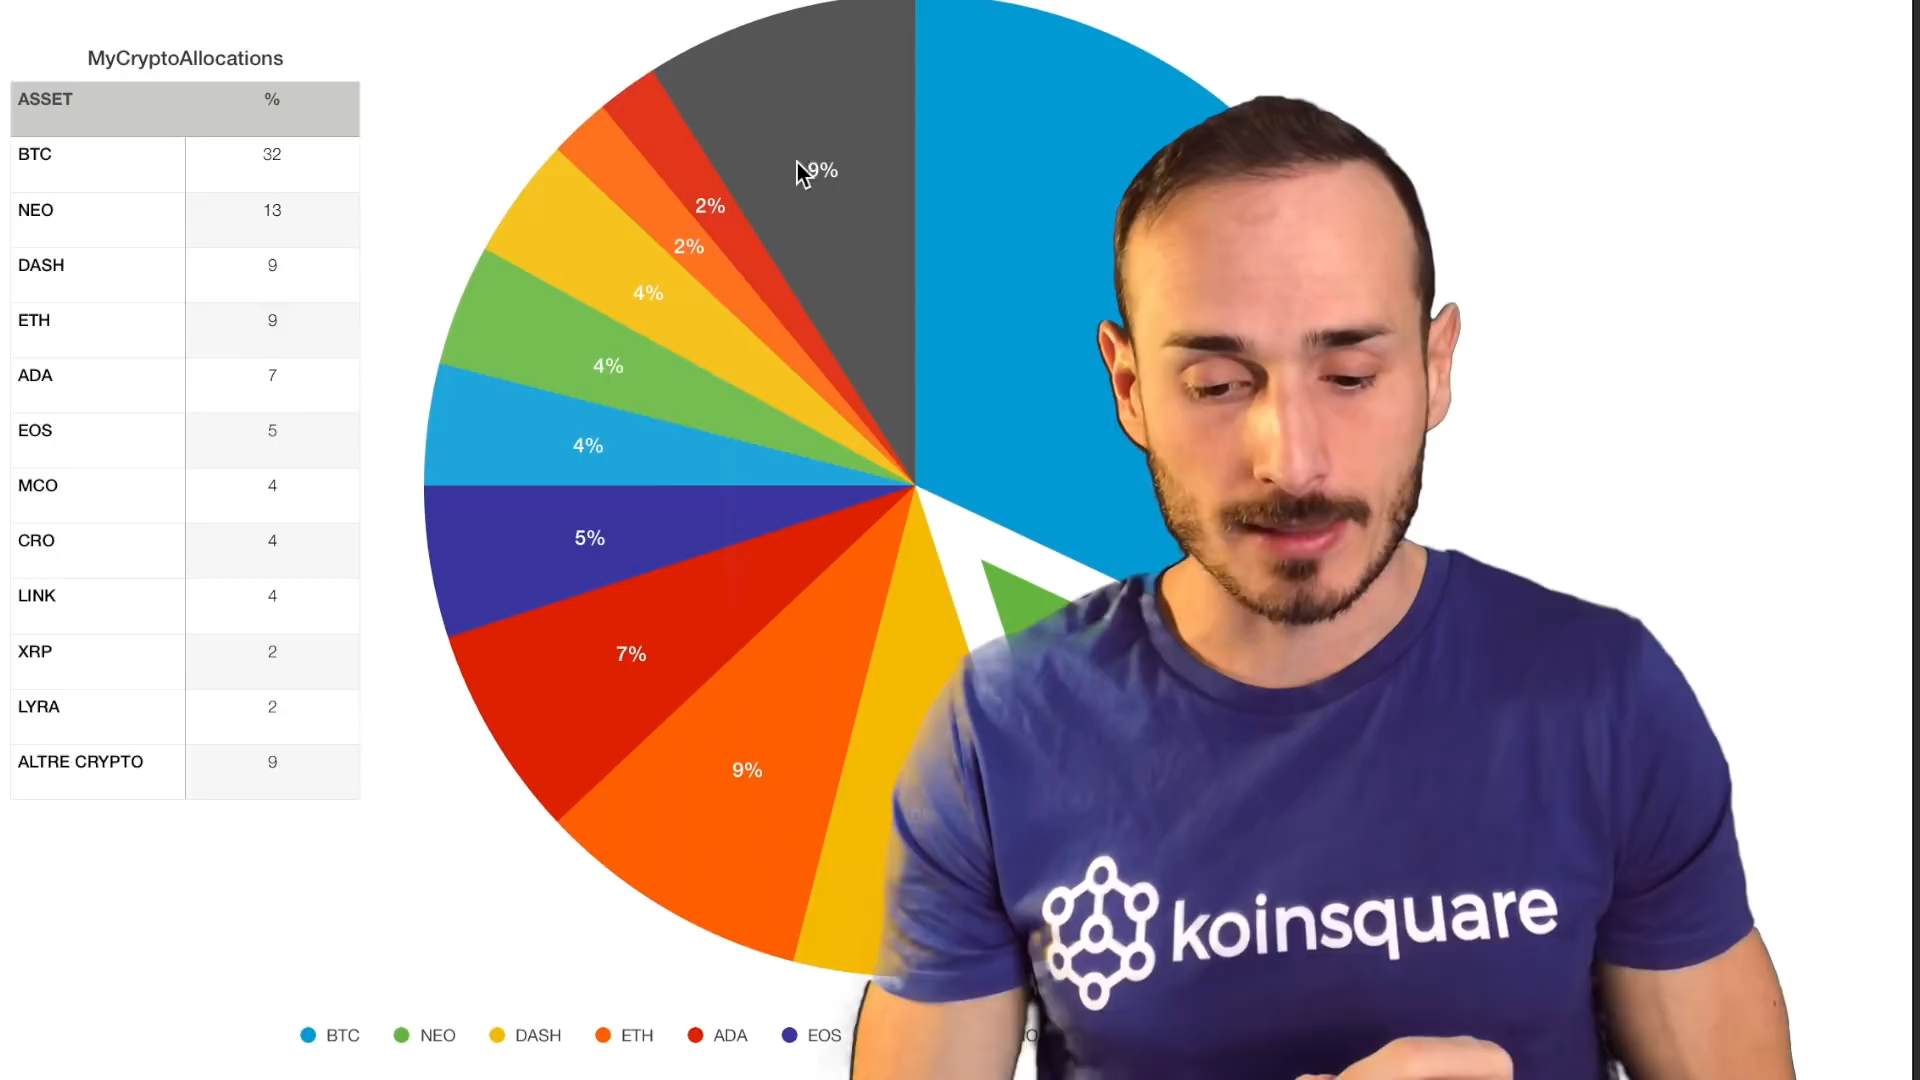 MyCryptoAllocations
ASSET %
BTC 32
NEO 13
DASH 9
ETH 9
ADA 7
EOS 5
MCO 4
CRO 4
LINK 4
XRP 2
LYRA 2
ALTRE CRYPTO 9
9%
2%
2%
4%
4%
4%
5%
7%
9%
koinsquare
BTC NEO DASH ETH ADA EOS